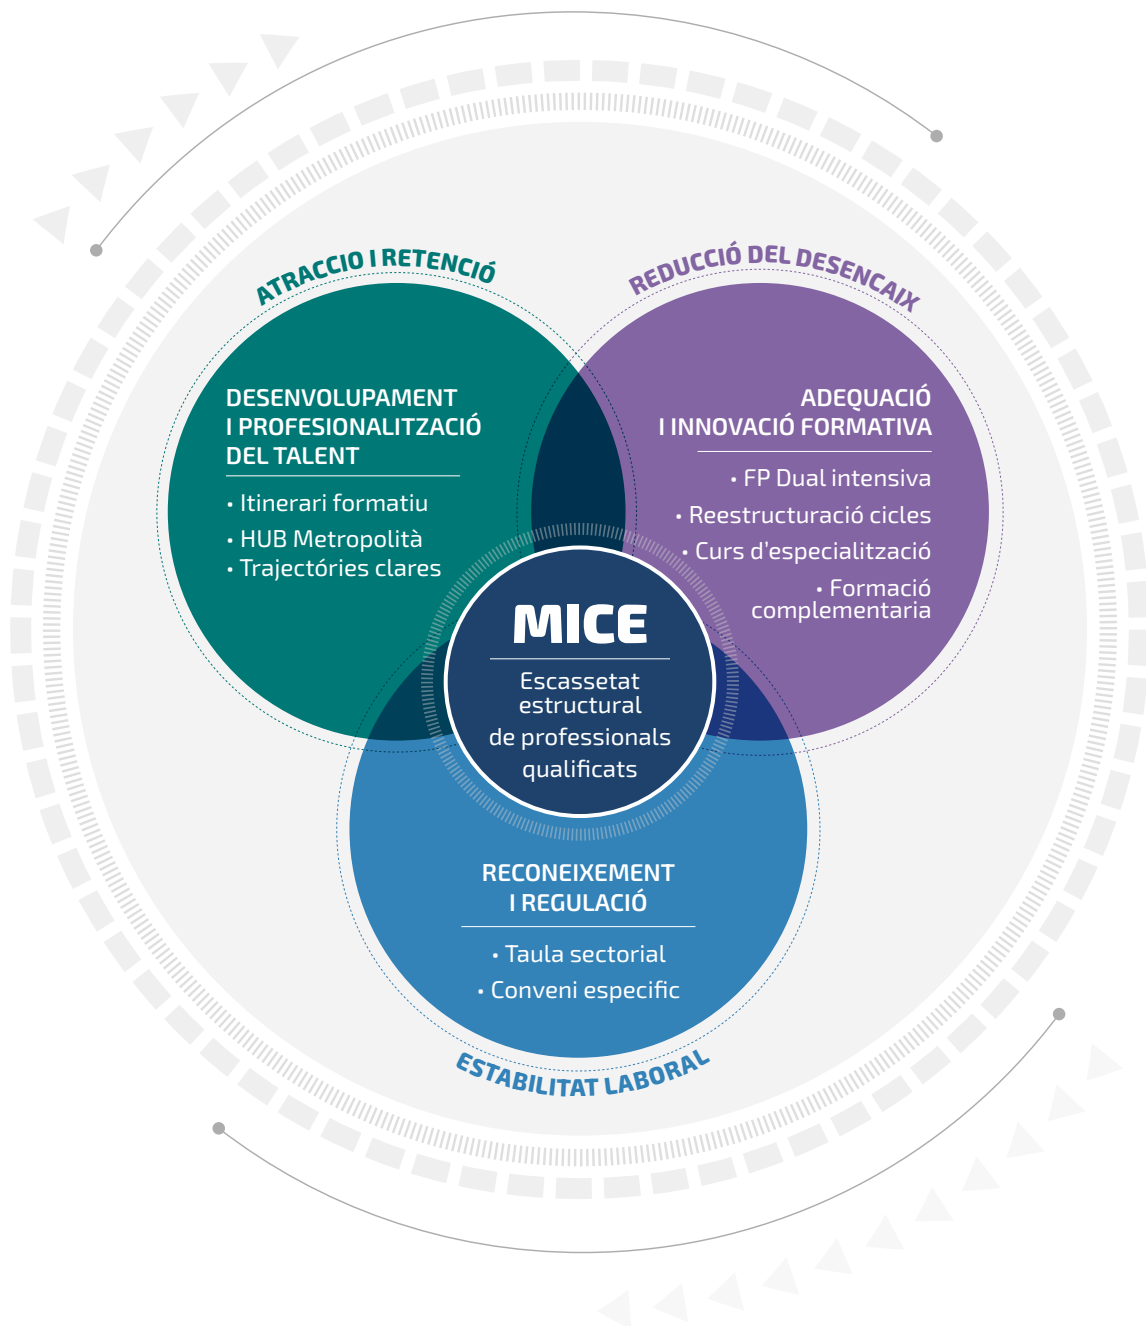 ATRACCIO I RETENCIÓ
DESENVOLUPAMENT
I PROFESIONALITZACIÓ
DEL TALENT
• Itinerari formatiu
• HUB Metropolità
• Trajectóries clares
REDUCCIÓ DEL DESENCAIX
ADEQUACIÓ
I INNOVACIÓ FORMATIVA
• FP Dual intensiva
• Reestructuració cicles
• Curs d'especialització
• Formació
complementaria
MICE
Escassetat
estructural
de professionals
qualificats
RECONEIXEMENT
I REGULACIÓ
• Taula sectorial
• Conveni especific
ESTABILITAT LABORAL